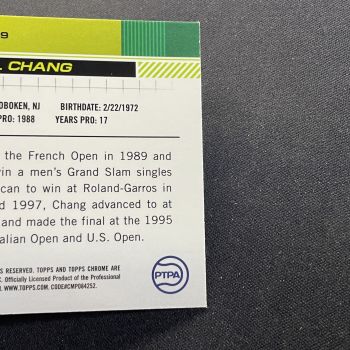 9
L CHANG
OBOKEN, NJ BIRTHDATE: 2/22/1972
PRO: 1988 YEARS PRO: 17
the French Open in 1989 and
in a men's Grand Slam singles
can to win at Roland-Garros in
d 1997, Chang advanced to at
and made the final at the 1995
alian Open and U.S. Open.
S RESERVED. TOPPS AND TOPPS CHROME ARE
C. Officially Licensed Product of the Professional
WWW.TOPPS.COM. CODE#CMP084252.
PTPA